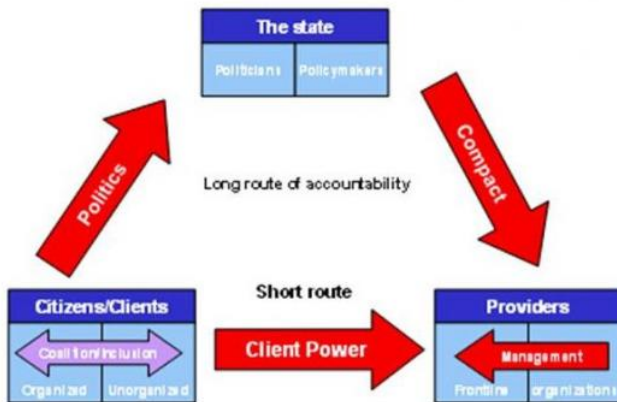 The state
Politicians Policymakers
Politics
Compact
Long route of accountability
Citizens/Clients
Coalition/Inclusion
Organized Unorganized
Short route
Client Power
Providers
Management
Frontline organizations